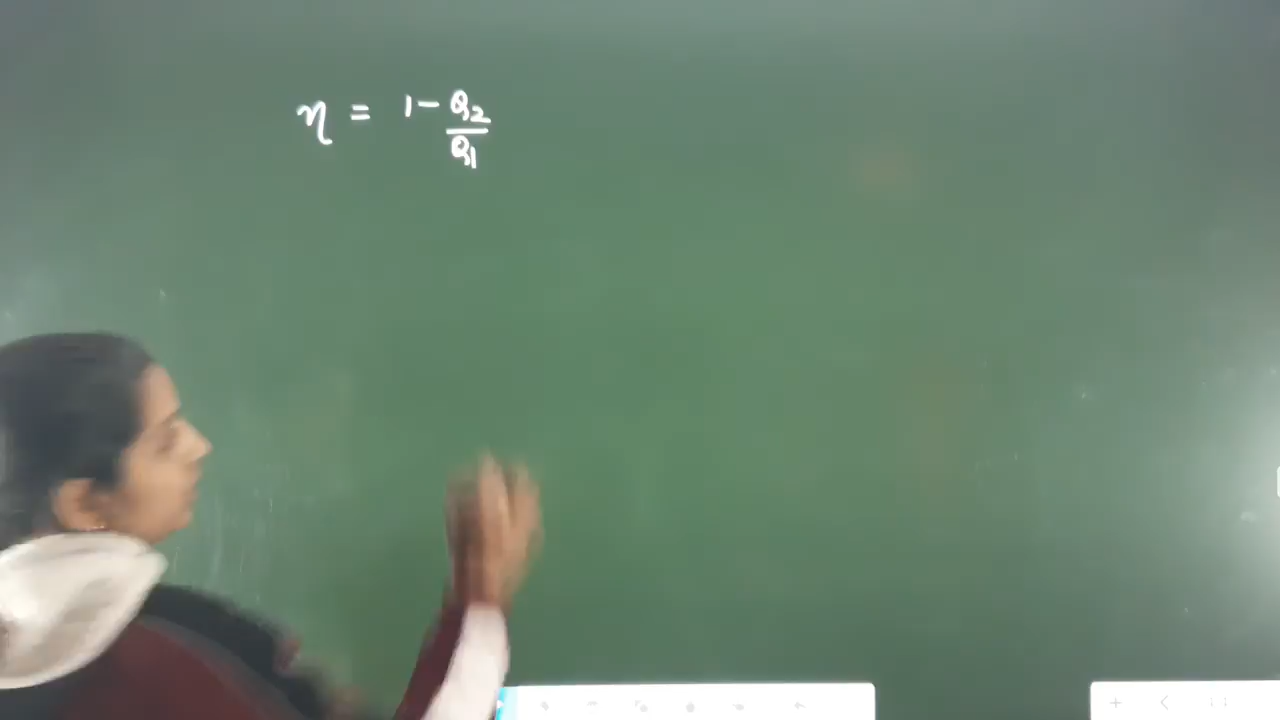 η = 1 - Q2/Q1